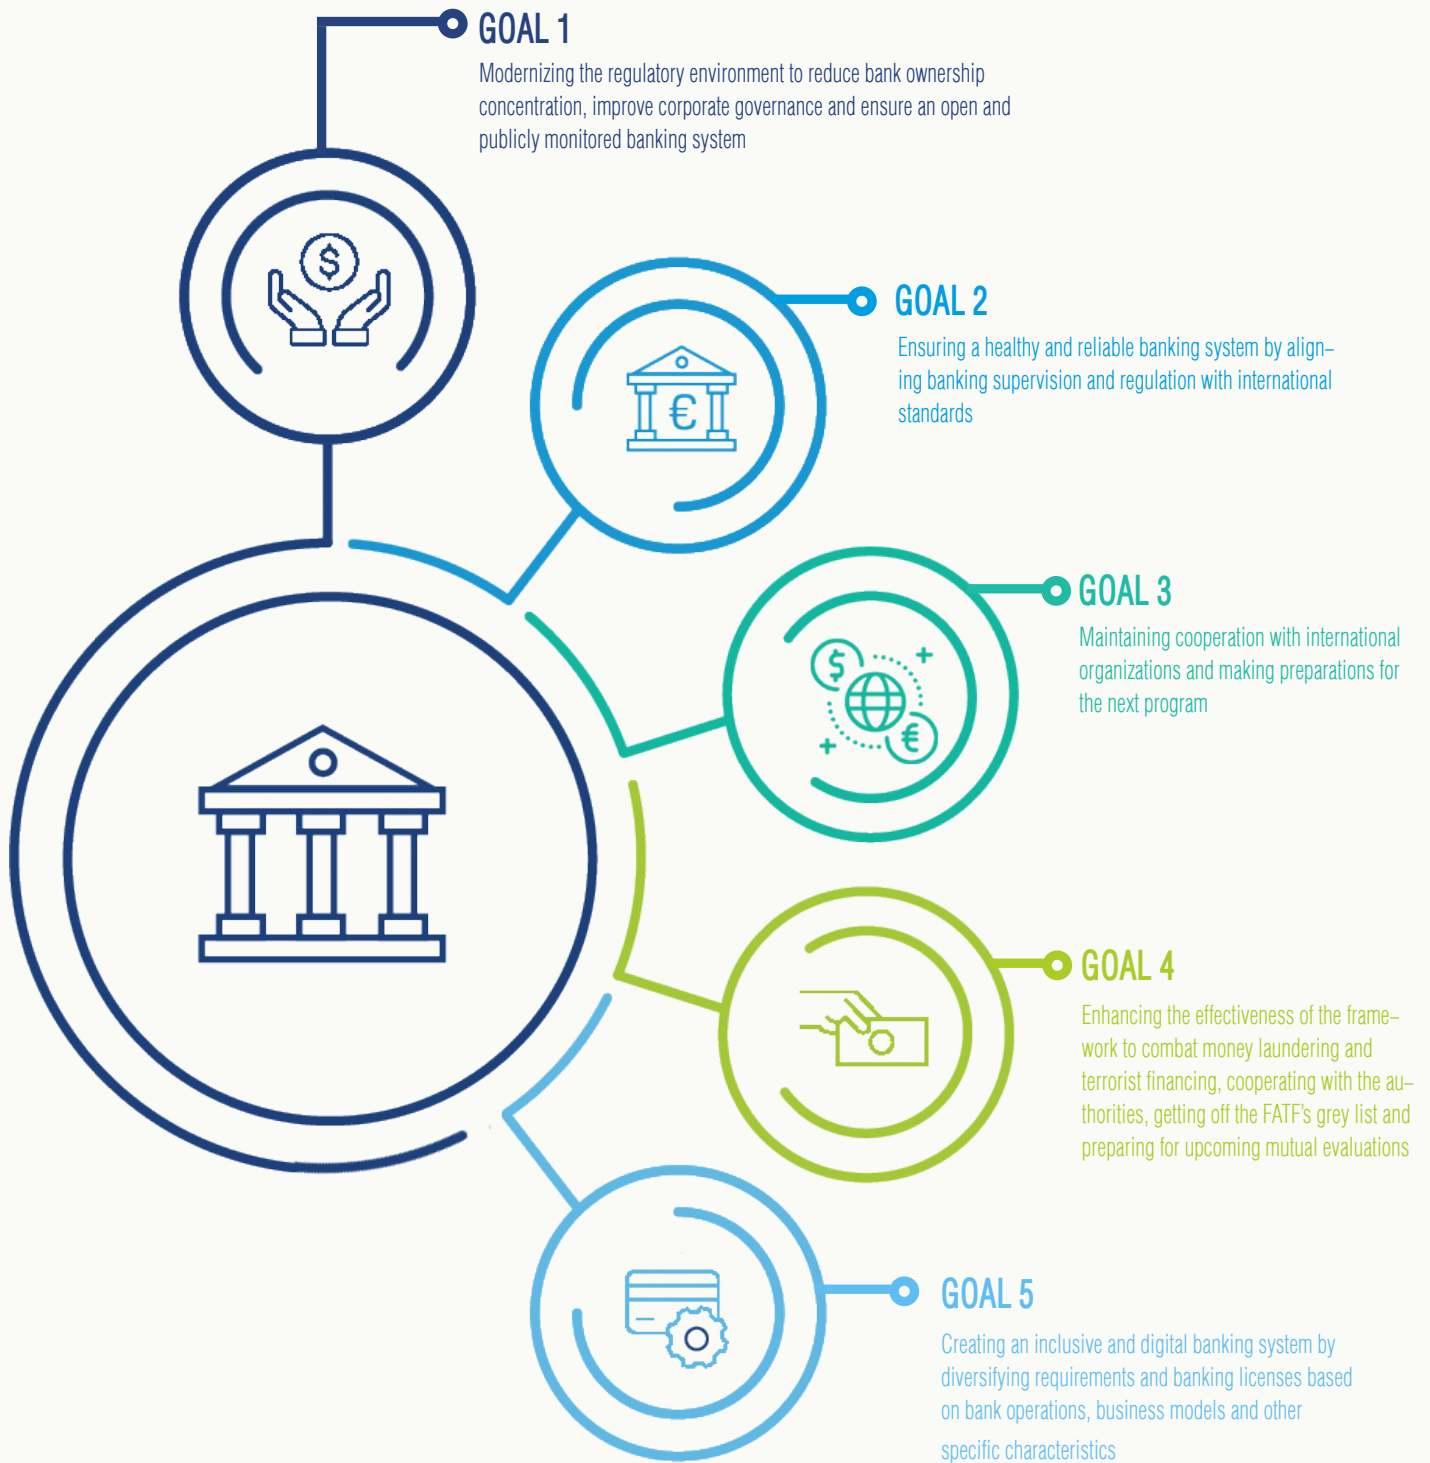 GOAL 1
Modernizing the regulatory environment to reduce bank ownership
concentration, improve corporate governance and ensure an open and
publicly monitored banking system
$
GOAL 2
Ensuring a healthy and reliable banking system by align–
ing banking supervision and regulation with international
standards
€
GOAL 3
Maintaining cooperation with international
organizations and making preparations for
the next program
$
€
GOAL 4
Enhancing the effectiveness of the frame–
work to combat money laundering and
terrorist financing, cooperating with the au–
thorities, getting off the FATF's grey list and
preparing for upcoming mutual evaluations
GOAL 5
Creating an inclusive and digital banking system by
diversifying requirements and banking licenses based
on bank operations, business models and other
specific characteristics